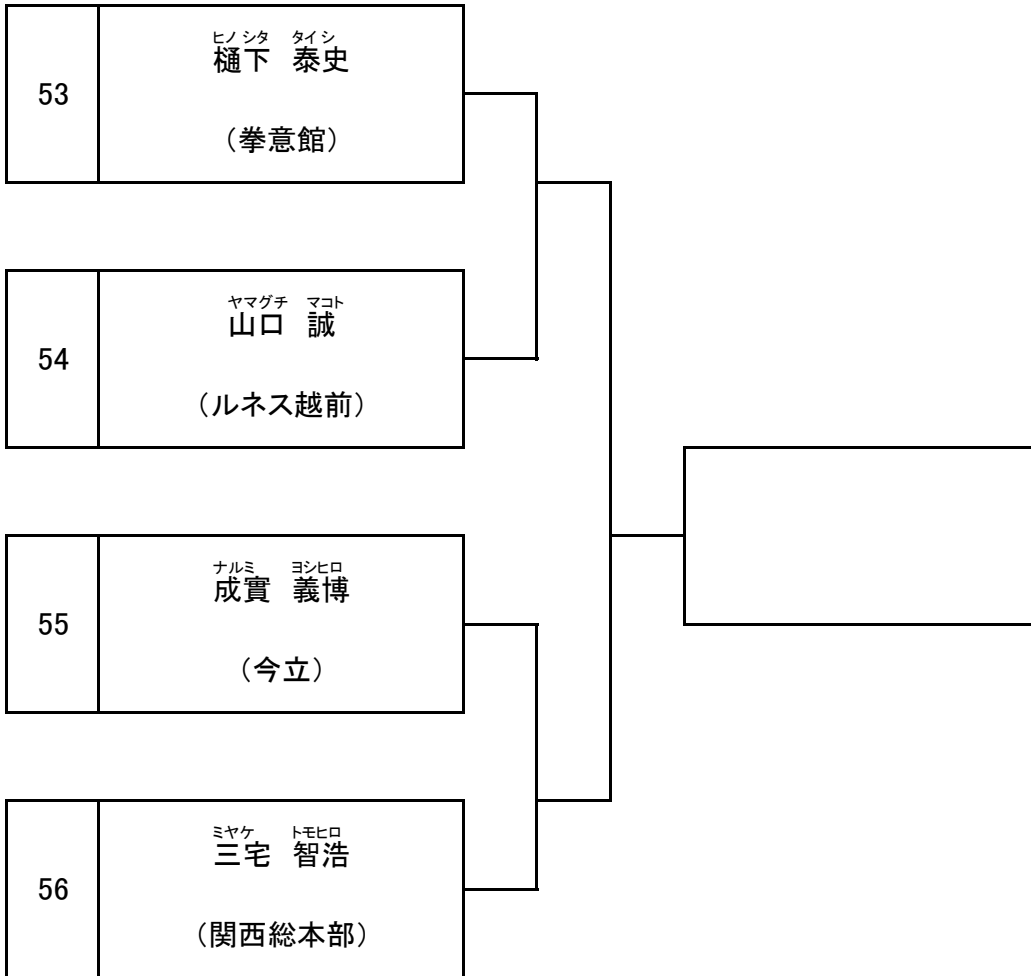 ヒノシタ タイシ
樋下 泰史
53
（拳意館）
ヤマグチ マコト
山口 誠
54
（ルネス越前）
ナルミ ヨシヒロ
成實 義博
55
（今立）
ミヤケ トモヒロ
三宅 智浩
56
（関西総本部）